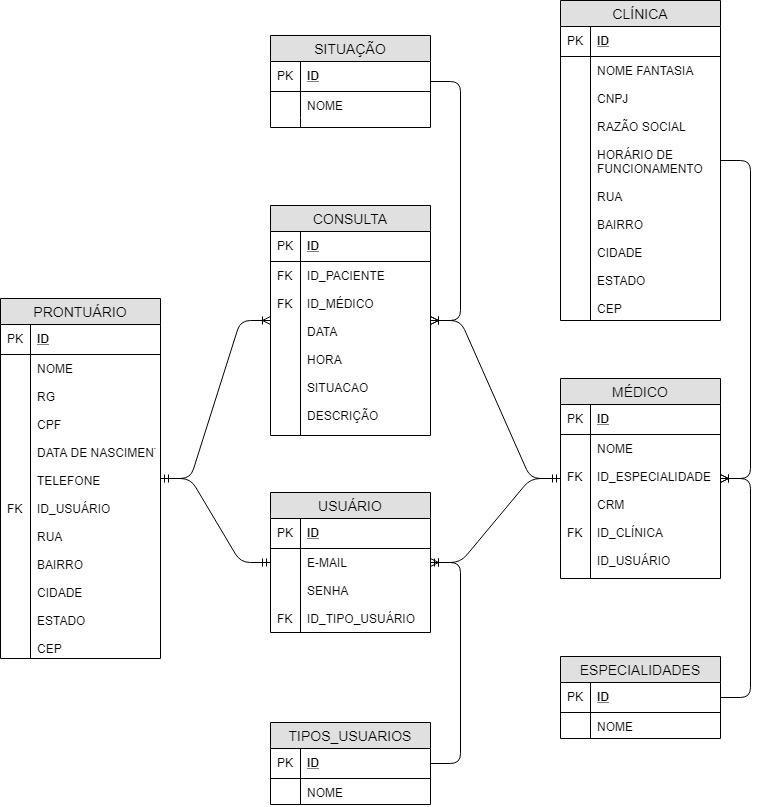 SITUAÇÃO
PK ID
NOME
CLÍNICA
PK ID
NOME FANTASIA
CNPJ
RAZÃO SOCIAL
HORÁRIO DE
FUNCIONAMENTO
RUA
BAIRRO
CIDADE
ESTADO
CEP
CONSULTA
PK ID
FK ID_PACIENTE
FK ID_MÉDICO
DATA
HORA
SITUACAO
DESCRIÇÃO
PRONTUÁRIO
PK ID
NOME
RG
CPF
DATA DE NASCIMEN
TELEFONE
FK ID_USUÁRIO
RUA
BAIRRO
CIDADE
ESTADO
CEP
MÉDICO
PK ID
NOME
FK ID_ESPECIALIDADE
CRM
FK ID_CLÍNICA
ID_USUÁRIO
USUÁRIO
PK ID
E-MAIL
SENHA
FK ID_TIPO_USUÁRIO
ESPECIALIDADES
PK ID
NOME
TIPOS_USUARIOS
PK ID
NOME